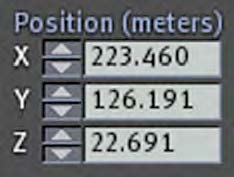 Position (meters)
X 223.460
Y 126.191
Z 22.691